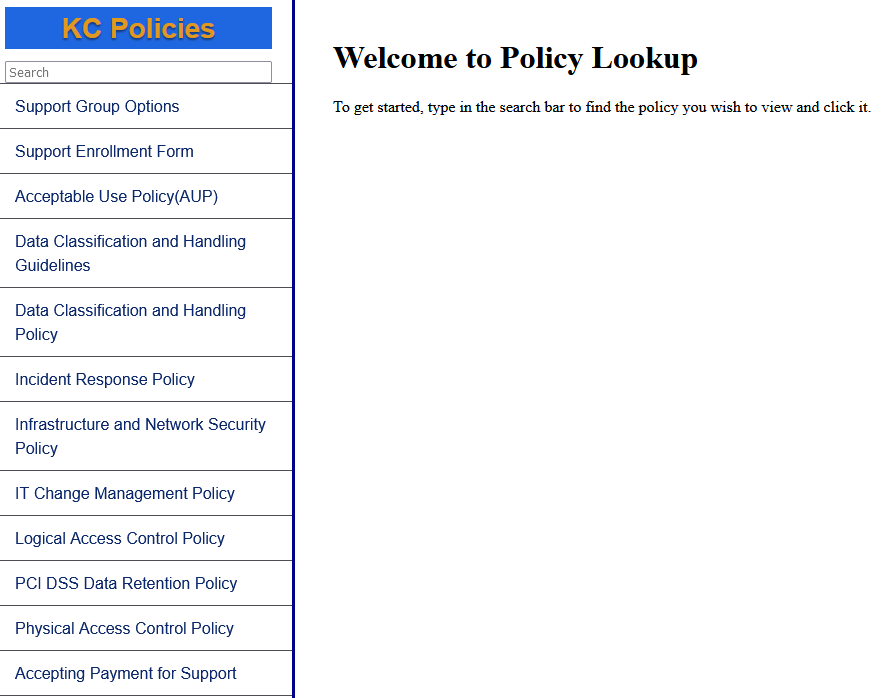 KC Policies
Search
Support Group Options
Support Enrollment Form
Acceptable Use Policy(AUP)
Data Classification and Handling
Guidelines
Data Classification and Handling
Policy
Incident Response Policy
Infrastructure and Network Security
Policy
IT Change Management Policy
Logical Access Control Policy
PCI DSS Data Retention Policy
Physical Access Control Policy
Accepting Payment for Support
Welcome to Policy Lookup
To get started, type in the search bar to find the policy you wish to view and click it.